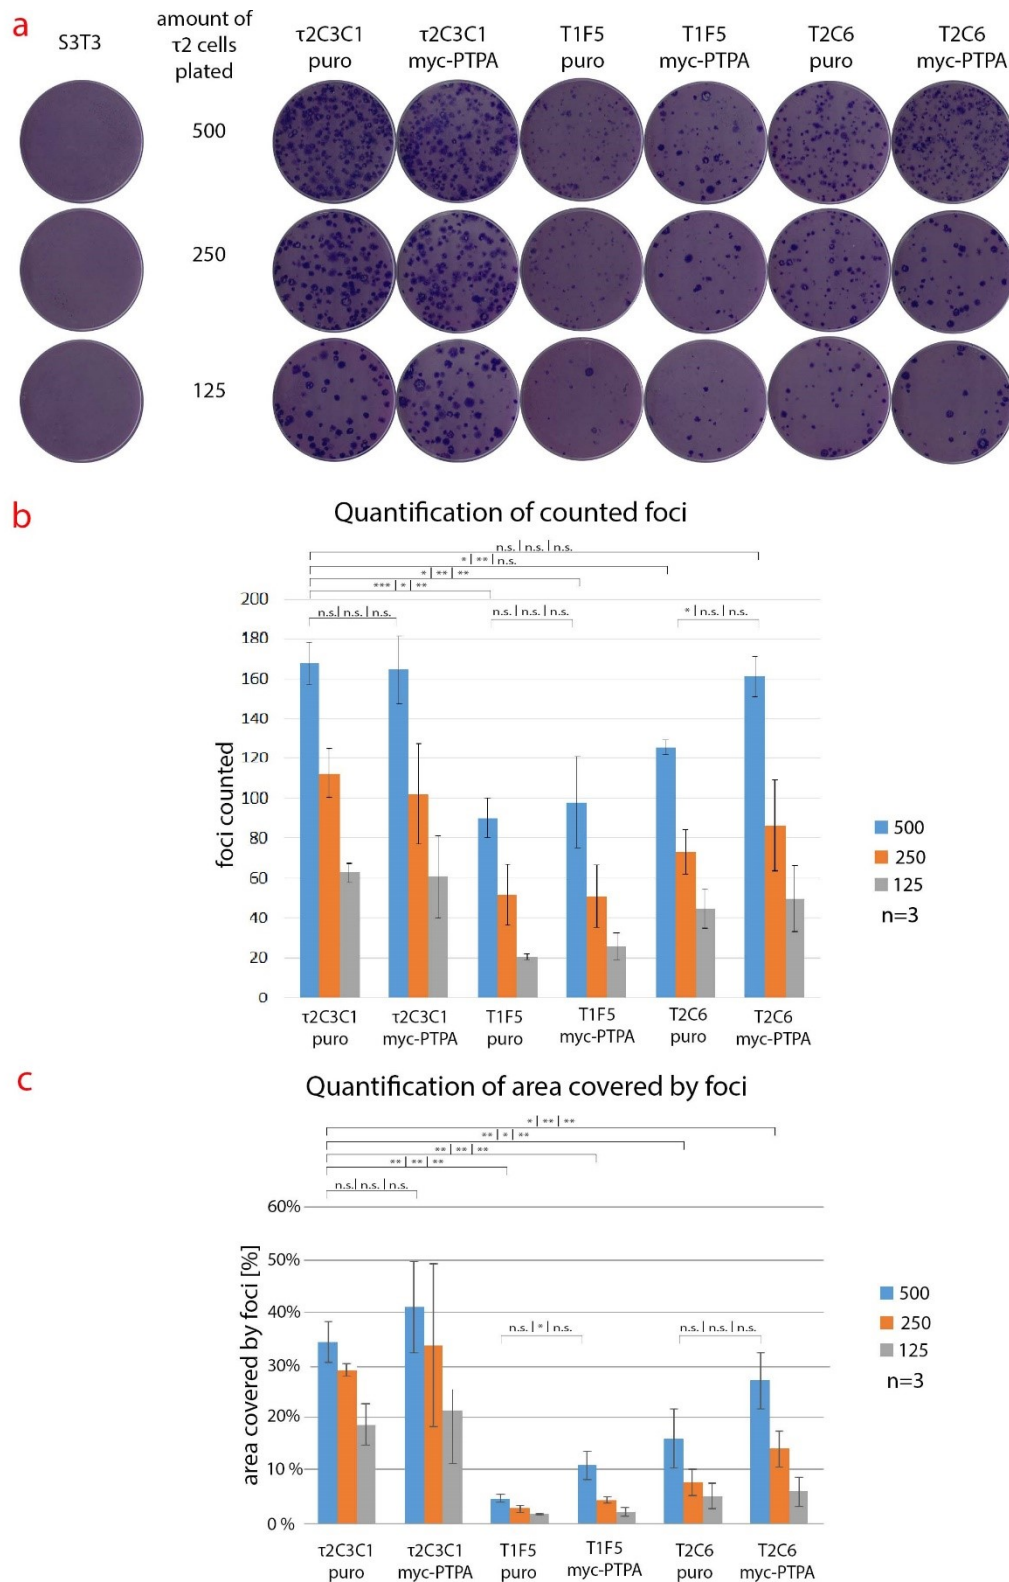 a
S3T3
amount of
τ2 cells
plated
τ2C3C1
puro
τ2C3C1
myc-PTPA
T1F5
puro
T1F5
myc-PTPA
T2C6
puro
T2C6
myc-PTPA
500
250
125
b
Quantification of counted foci
n.s. | n.s. | n.s.
* | ** | n.s.
* | ** | **
*** | * | **
n.s. | n.s. | n.s.
n.s. | n.s. | n.s.
* | n.s. | n.s.
foci counted
200
180
160
140
120
100
80
60
40
20
0
500
250
125
n=3
τ2C3C1
puro
τ2C3C1
myc-PTPA
T1F5
puro
T1F5
myc-PTPA
T2C6
puro
T2C6
myc-PTPA
c
Quantification of area covered by foci
* | ** | **
** | * | **
** | ** | **
** | ** | **
n.s. | n.s. | n.s.
n.s. | * | n.s.
n.s. | n.s. | n.s.
area covered by foci [%]
60%
50%
40%
30%
20%
10%
0 %
500
250
125
n=3
τ2C3C1
puro
τ2C3C1
myc-PTPA
T1F5
puro
T1F5
myc-PTPA
T2C6
puro
T2C6
myc-PTPA